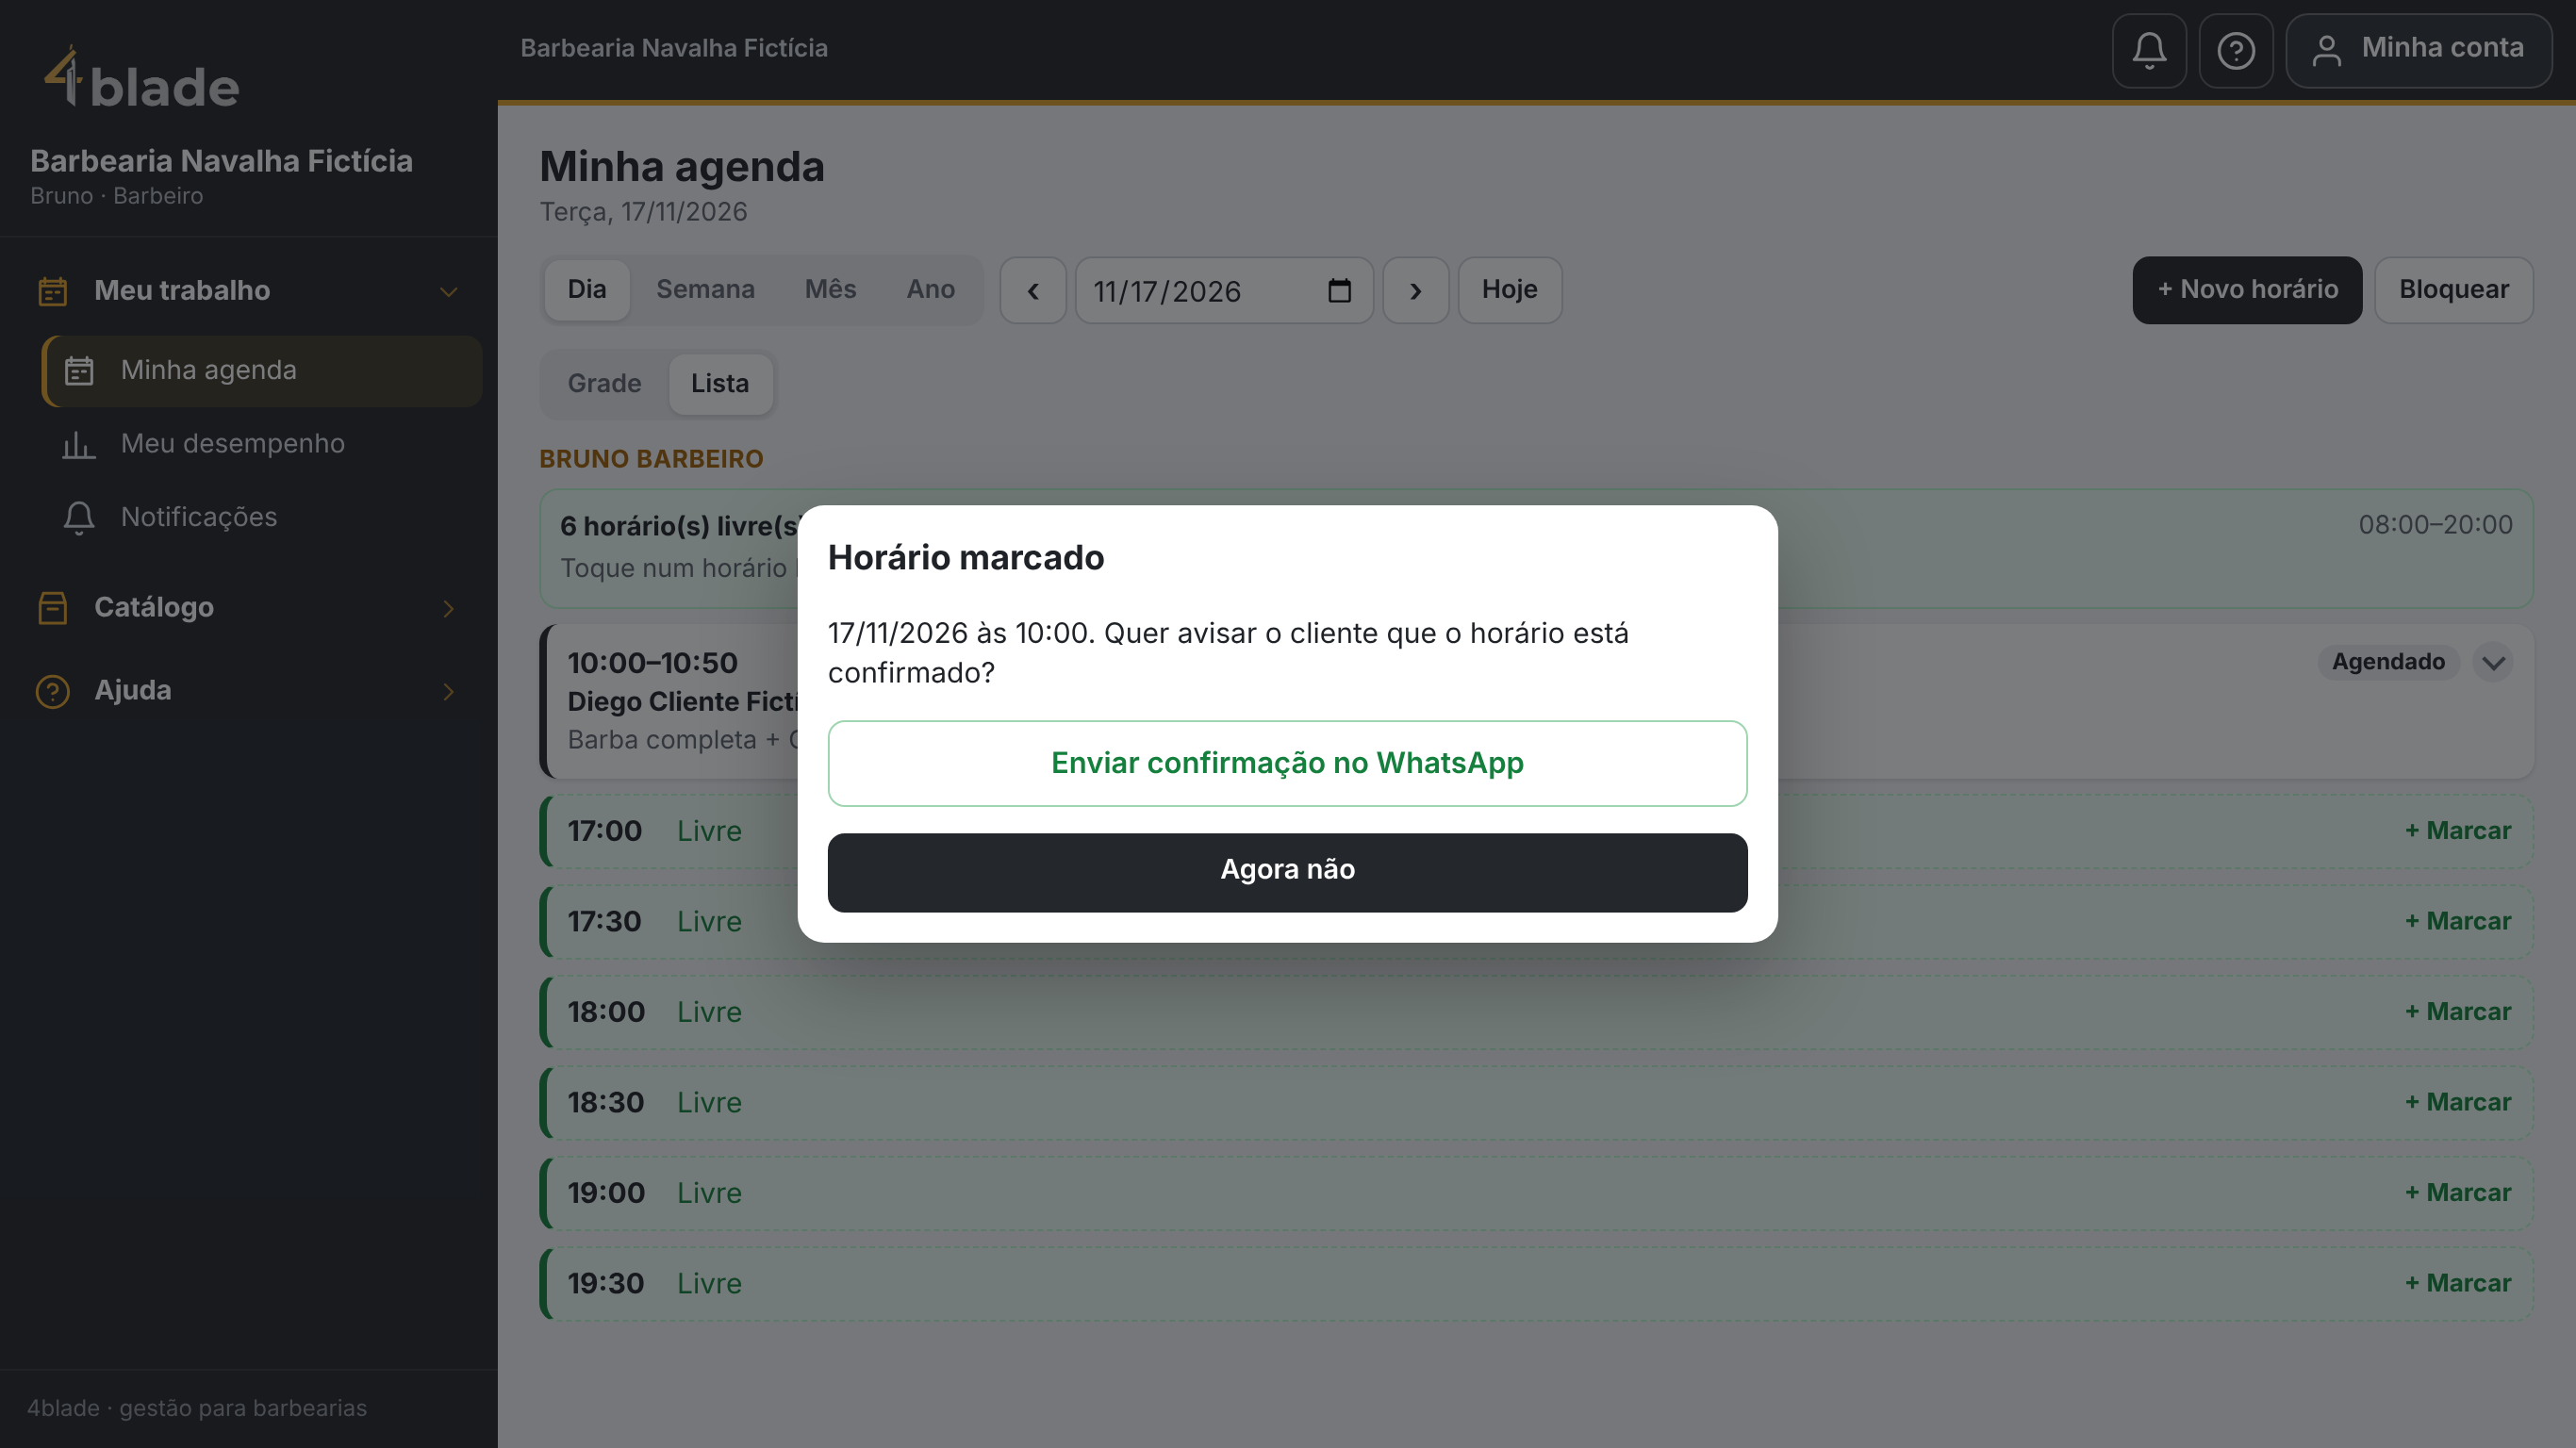 4blade
Barbearia Navalha Fictícia
Bruno · Barbeiro
Meu trabalho
Minha agenda
Meu desempenho
Notificações
Catálogo
Ajuda
4blade · gestão para barbearias
Barbearia Navalha Fictícia
Minha conta
Minha agenda
Terça, 17/11/2026
Dia Semana Mês Ano
11/17/2026
Hoje
+ Novo horário
Bloquear
Grade Lista
BRUNO BARBEIRO
6 horário(s) livre(s
08:00–20:00
Toque num horário
10:00–10:50
Agendado
Diego Cliente Fictí
Barba completa +
Horário marcado
17/11/2026 às 10:00. Quer avisar o cliente que o horário está
confirmado?
Enviar confirmação no WhatsApp
Agora não
17:00 Livre + Marcar
17:30 Livre + Marcar
18:00 Livre + Marcar
18:30 Livre + Marcar
19:00 Livre + Marcar
19:30 Livre + Marcar